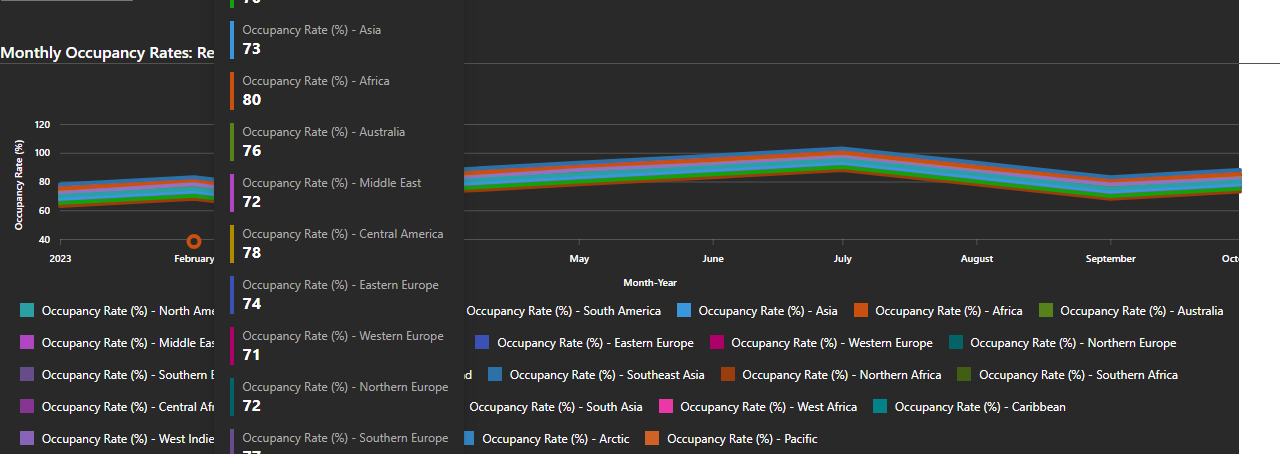 Occupancy Rate (%) - Asia
73
Monthly Occupancy Rates: Re
Occupancy Rate (%) - Africa
80
Occupancy Rate (%) - Australia
76
Occupancy Rate (%) - Middle East
72
Occupancy Rate (%) - Central America
78
Occupancy Rate (%) - Eastern Europe
74
Occupancy Rate (%) - Western Europe
71
Occupancy Rate (%) - Northern Europe
72
Occupancy Rate (%) - Southern Europe
Occupancy Rate (%)
120
100
80
60
40
2023 February May June July August September Octo
Month-Year
Occupancy Rate (%) - North Ame Occupancy Rate (%) - South America Occupancy Rate (%) - Asia Occupancy Rate (%) - Africa Occupancy Rate (%) - Australia
Occupancy Rate (%) - Middle Eas Occupancy Rate (%) - Eastern Europe Occupancy Rate (%) - Western Europe Occupancy Rate (%) - Northern Europe
Occupancy Rate (%) - Southern E d Occupancy Rate (%) - Southeast Asia Occupancy Rate (%) - Northern Africa Occupancy Rate (%) - Southern Africa
Occupancy Rate (%) - Central Afr Occupancy Rate (%) - South Asia Occupancy Rate (%) - West Africa Occupancy Rate (%) - Caribbean
Occupancy Rate (%) - West Indie Occupancy Rate (%) - Arctic Occupancy Rate (%) - Pacific